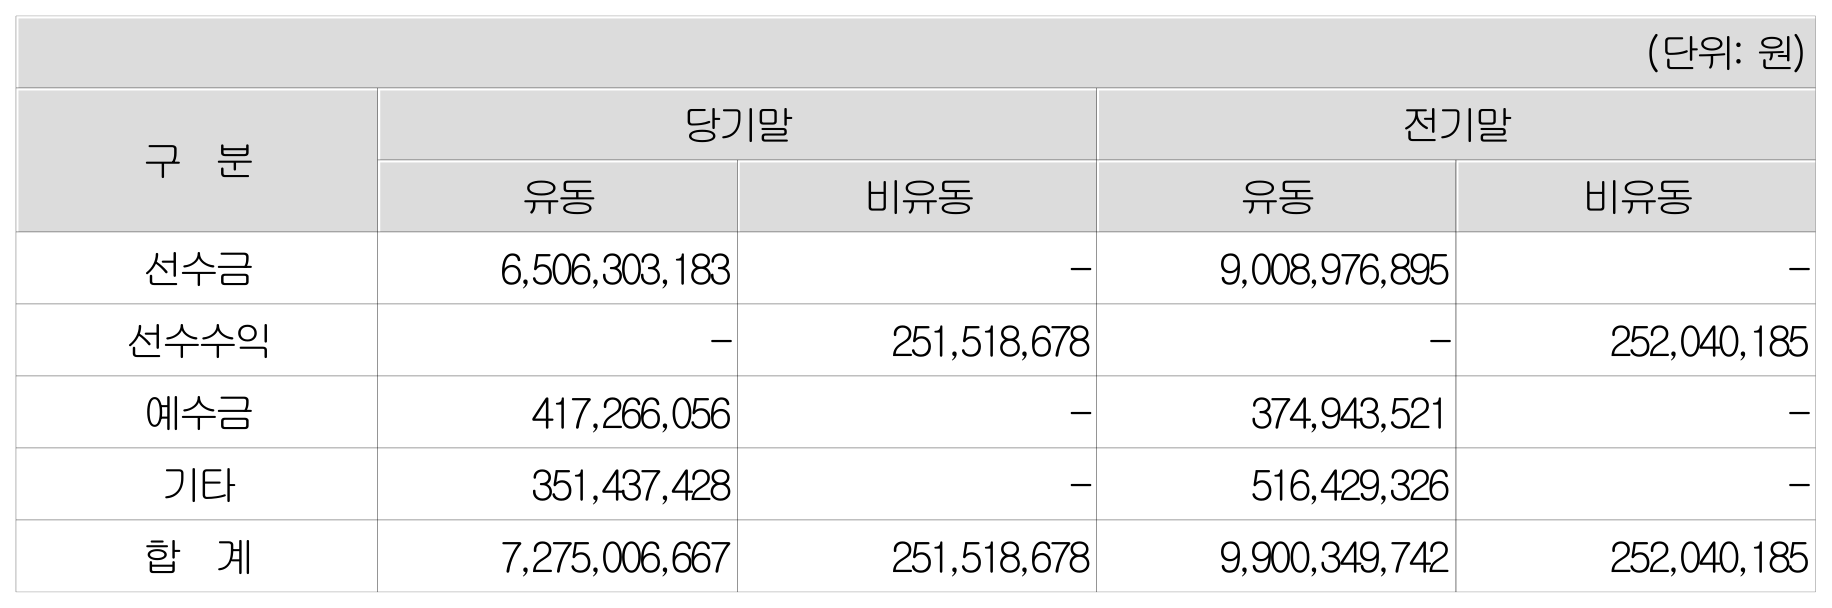 (단위: 원)
구 분 당기말 전기말
유동 비유동 유동 비유동
선수금 6,506,303,183 – 9,008,976,895 –
선수수익 – 251,518,678 – 252,040,185
예수금 417,266,056 – 374,943,521 –
기타 351,437,428 – 516,429,326 –
합 계 7,275,006,667 251,518,678 9,900,349,742 252,040,185